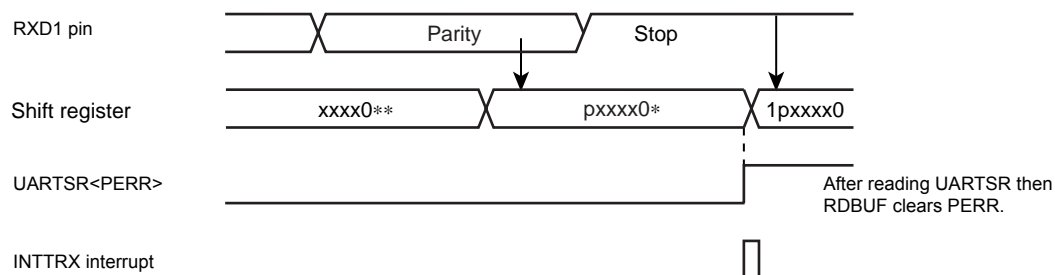 RXD1 pin
Parity
Stop
Shift register
xxxx0**
pxxxx0*
1pxxxx0
UARTSR<PERR>
After reading UARTSR then
RDBUF clears PERR.
INTTRX interrupt